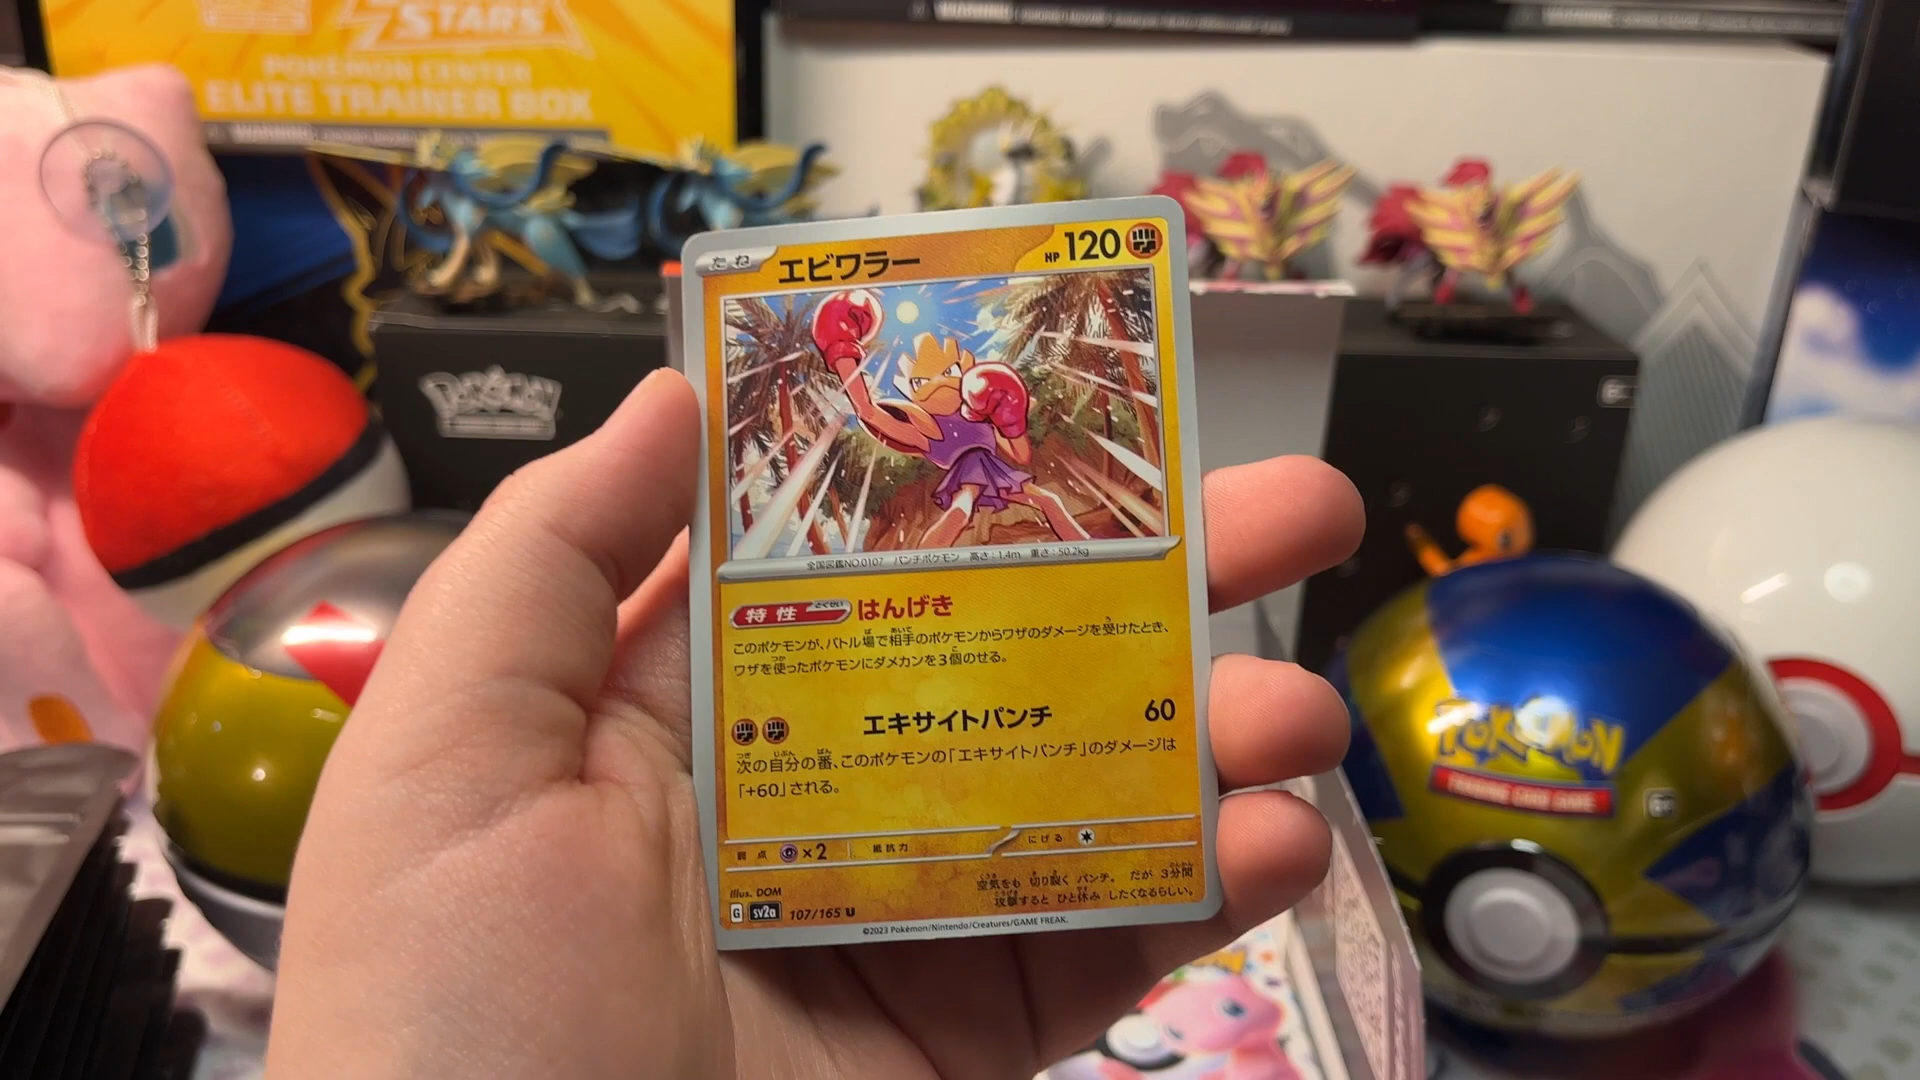 STARS
POKÉMON CENTER
ELITE TRAINER BOX
WARNING:
WARNING:
WARNING:
たね
エビワラー
HP 120
全国図鑑NO.0107 パンチポケモン 高さ:1.4m 重さ:50.2kg
特性 とくせい はんげき
このポケモンが、バトル場で相手のポケモンからワザのダメージを受けたとき、
ワザを使ったポケモンにダメカンを3個のせる。
エキサイトパンチ 60
次の自分の番、このポケモンの「エキサイトパンチ」のダメージは
「+60」される。
弱点 ×2 抵抗力 にげる
空気をも 切り裂く パンチ。 だが 3分間
攻撃すると ひと休み したくなるらしい。
Illus. DOM
G sv2a 107/165 U
©2023 Pokémon/Nintendo/Creatures/GAME FREAK.
POKÉMON
POKÉMON
TRADING CARD GAME
6+